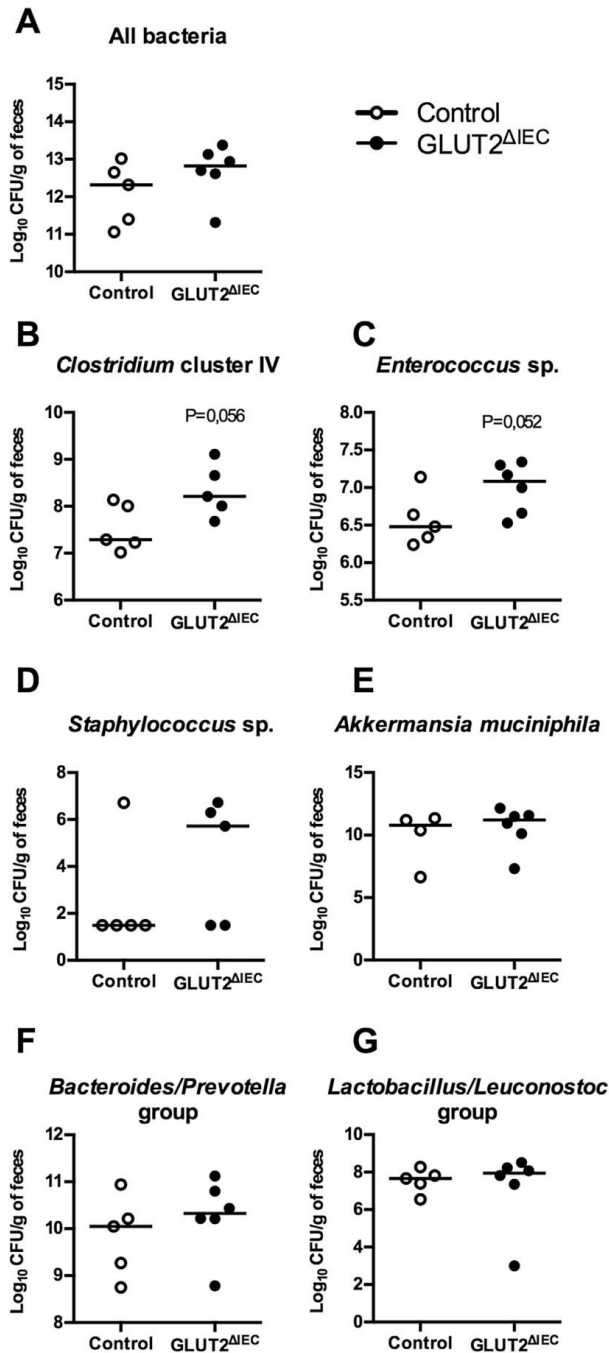 A
All bacteria
Log10 CFU/g of feces
15
14
13
12
11
10
Control
GLUT2ΔIEC
Control
GLUT2ΔIEC
B
Clostridium cluster IV
Log10 CFU/g of feces
10
9
8
7
6
P=0,056
Control
GLUT2ΔIEC
C
Enterococcus sp.
Log10 CFU/g of feces
8.0
7.5
7.0
6.5
6.0
5.5
P=0,052
Control
GLUT2ΔIEC
D
Staphylococcus sp.
Log10 CFU/g of feces
8
6
4
2
0
Control
GLUT2ΔIEC
E
Akkermansia muciniphila
Log10 CFU/g of feces
15
10
5
0
Control
GLUT2ΔIEC
F
Bacteroides/Prevotella
group
Log10 CFU/g of feces
12
11
10
9
8
Control
GLUT2ΔIEC
G
Lactobacillus/Leuconostoc
group
Log10 CFU/g of feces
10
8
6
4
2
0
Control
GLUT2ΔIEC